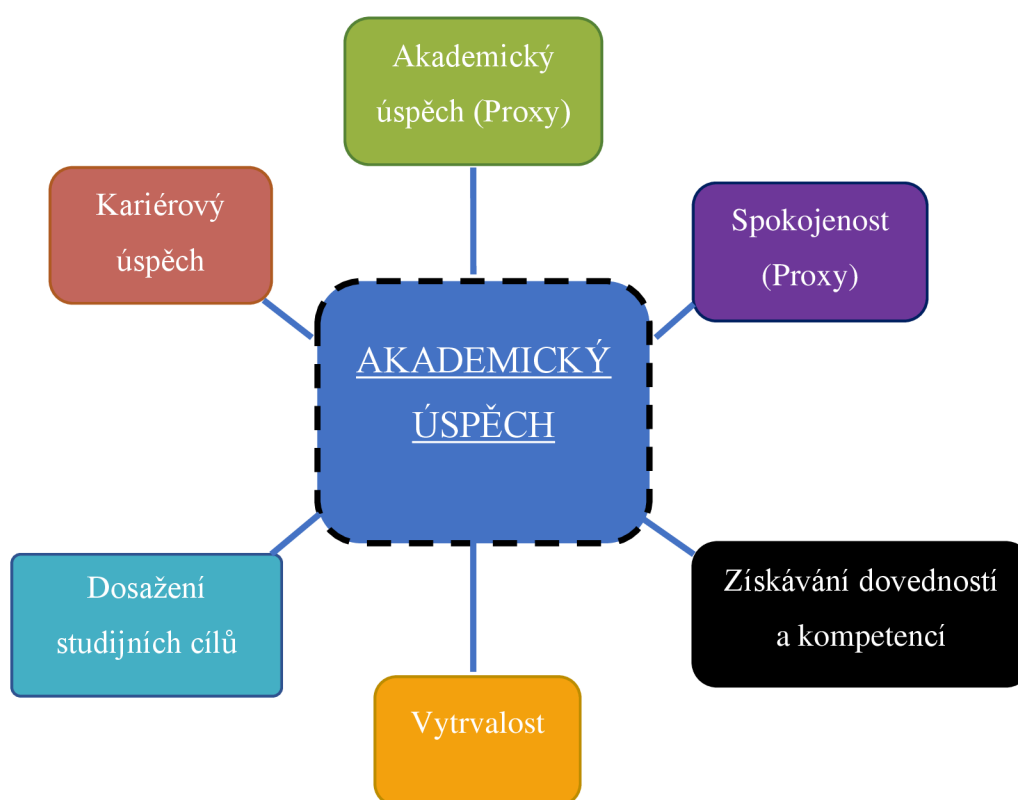 Akademický
úspěch (Proxy)
Kariérový
úspěch
Spokojenost
(Proxy)
AKADEMICKÝ
ÚSPĚCH
Dosažení
studijních cílů
Získávání dovedností
a kompetencí
Vytrvalost